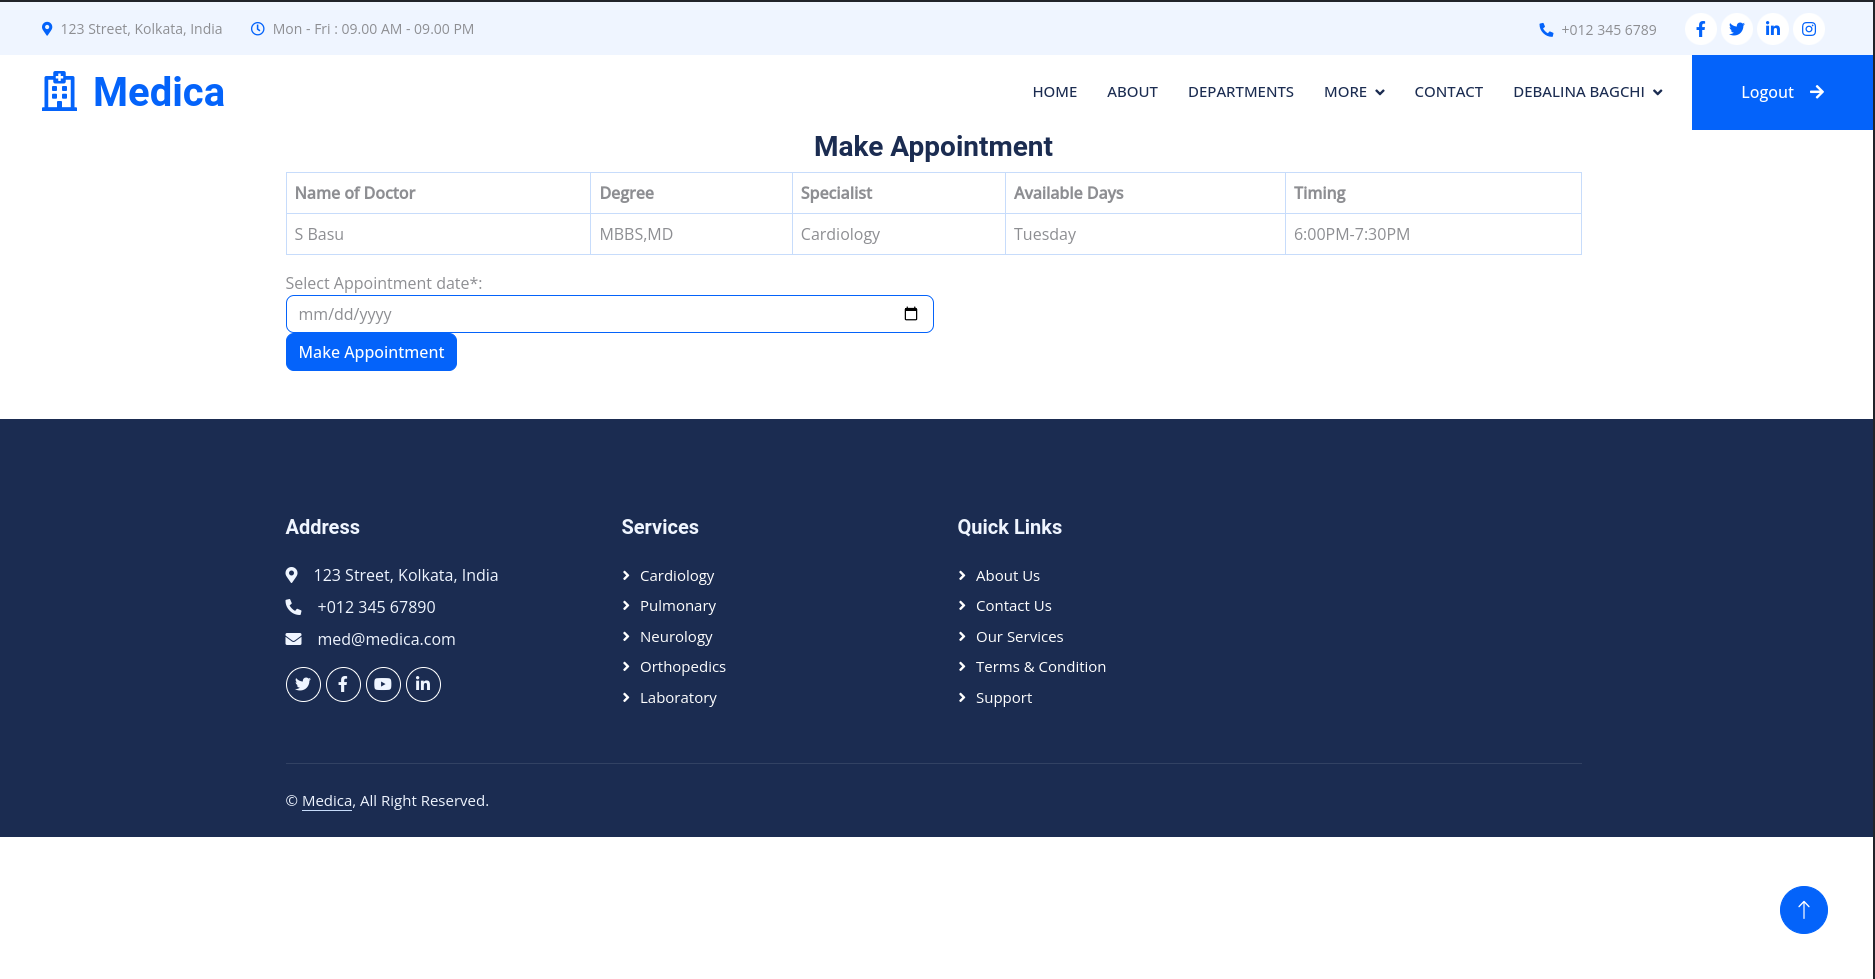 123 Street, Kolkata, India Mon - Fri : 09.00 AM - 09.00 PM +012 345 6789
Medica HOME ABOUT DEPARTMENTS MORE CONTACT DEBALINA BAGCHI Logout
Make Appointment
Name of Doctor Degree Specialist Available Days Timing
S Basu MBBS,MD Cardiology Tuesday 6:00PM-7:30PM
Select Appointment date*:
mm/dd/yyyy
Make Appointment
Address
123 Street, Kolkata, India
+012 345 67890
med@medica.com
Services
Cardiology
Pulmonary
Neurology
Orthopedics
Laboratory
Quick Links
About Us
Contact Us
Our Services
Terms & Condition
Support
© Medica, All Right Reserved.